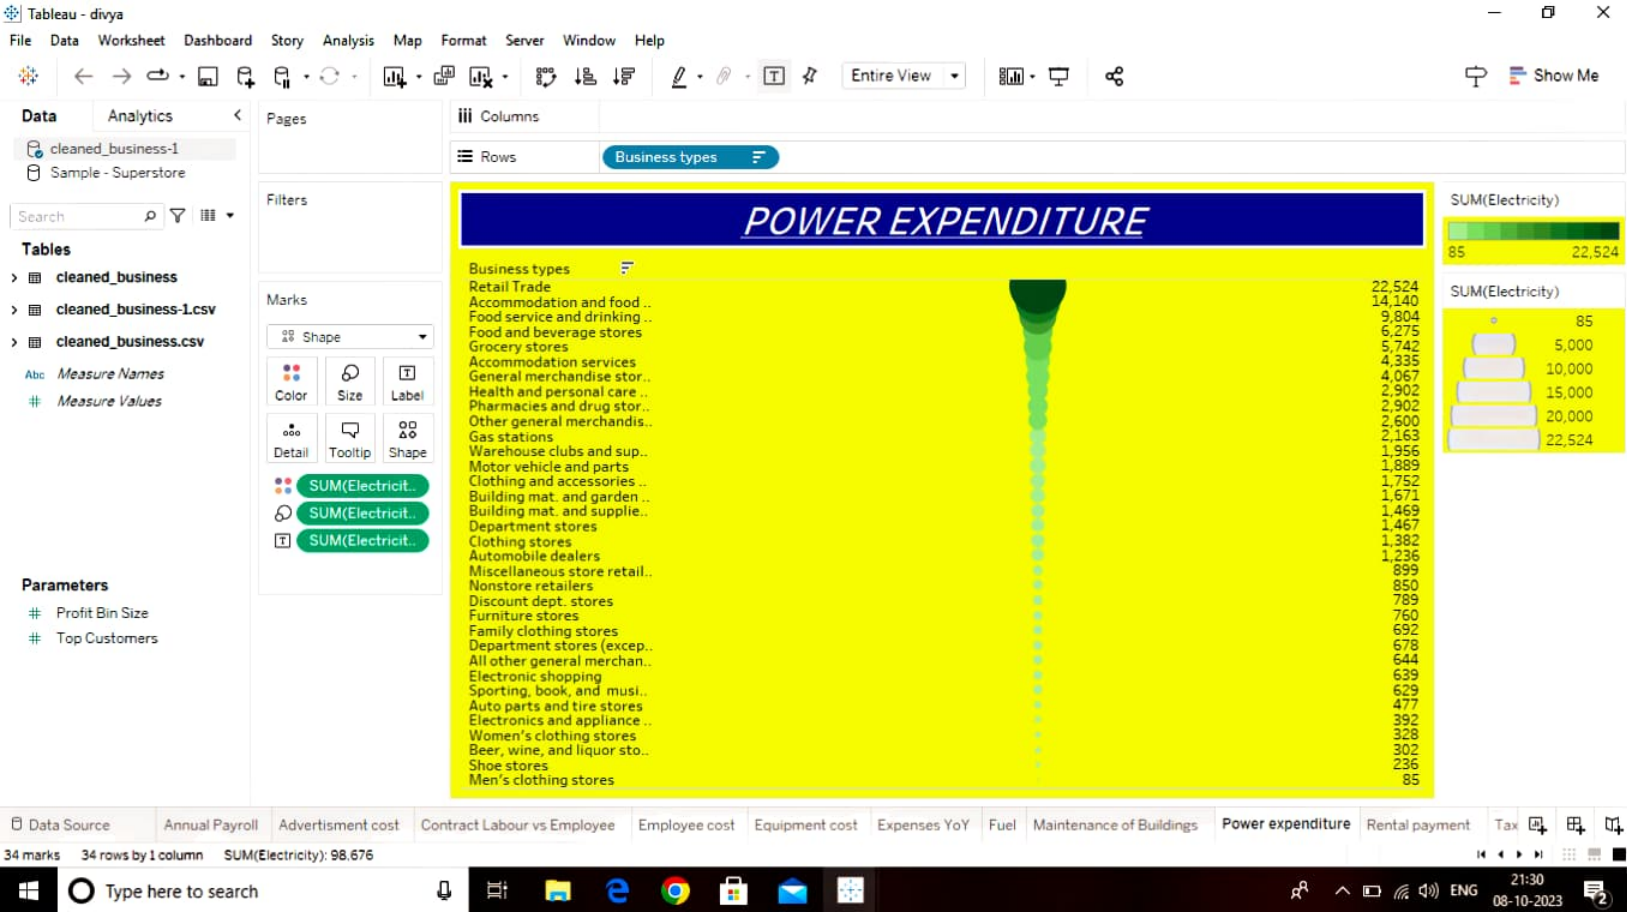 Tableau - divya
File Data Worksheet Dashboard Story Analysis Map Format Server Window Help
Entire View
Show Me
Data Analytics
cleaned_business-1
Sample - Superstore
Search
Tables
cleaned_business
cleaned_business-1.csv
cleaned_business.csv
Abc Measure Names
# Measure Values
Parameters
# Profit Bin Size
# Top Customers
Pages
Filters
Marks
Shape
Color Size Label
Detail Tooltip Shape
SUM(Electricit..
SUM(Electricit..
SUM(Electricit..
Columns
Rows Business types
POWER EXPENDITURE
Business types
Retail Trade 22,524
Accommodation and food .. 14,140
Food service and drinking .. 9,804
Food and beverage stores 6,275
Grocery stores 5,742
Accommodation services 4,335
General merchandise stor.. 4,067
Health and personal care .. 2,902
Pharmacies and drug stor.. 2,902
Other general merchandis.. 2,600
Gas stations 2,163
Warehouse clubs and sup.. 1,956
Motor vehicle and parts 1,889
Clothing and accessories .. 1,752
Building mat. and garden .. 1,671
Building mat. and supplie.. 1,469
Department stores 1,467
Clothing stores 1,382
Automobile dealers 1,236
Miscellaneous store retail.. 899
Nonstore retailers 850
Discount dept. stores 789
Furniture stores 760
Family clothing stores 692
Department stores (excep.. 678
All other general merchan.. 644
Electronic shopping 639
Sporting, book, and musi.. 629
Auto parts and tire stores 477
Electronics and appliance .. 392
Women's clothing stores 328
Beer, wine, and liquor sto.. 302
Shoe stores 236
Men's clothing stores 85
SUM(Electricity)
85 22,524
SUM(Electricity)
85
5,000
10,000
15,000
20,000
22,524
Data Source Annual Payroll Advertisment cost Contract Labour vs Employee Employee cost Equipment cost Expenses YoY Fuel Maintenance of Buildings Power expenditure Rental payment Tax
34 marks 34 rows by 1 column SUM(Electricity): 98.676
Type here to search
ENG
21:30
08-10-2023
2